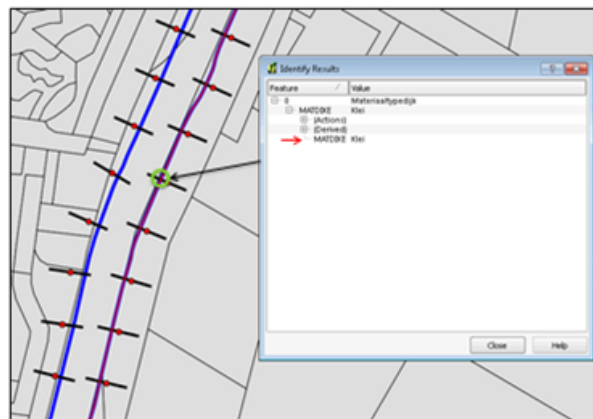 Identify Results
Feature Value
0 Materiaaltypedijk
MATDIKE Klei
(Actions)
(Derived)
MATDIKE Klei
Close Help